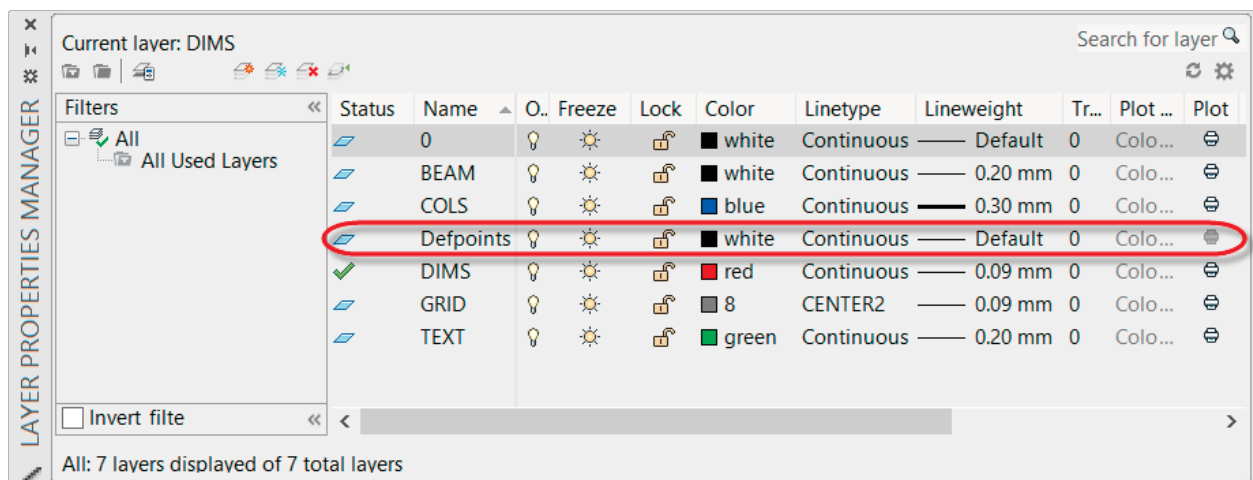 Search for layer
Current layer: DIMS
LAYER PROPERTIES MANAGER
Filters
All
All Used Layers
Invert filte
Status Name O.. Freeze Lock Color Linetype Lineweight Tr... Plot ... Plot
0 white Continuous Default 0 Colo...
BEAM white Continuous 0.20 mm 0 Colo...
COLS blue Continuous 0.30 mm 0 Colo...
Defpoints white Continuous Default 0 Colo...
DIMS red Continuous 0.09 mm 0 Colo...
GRID 8 CENTER2 0.09 mm 0 Colo...
TEXT green Continuous 0.20 mm 0 Colo...
All: 7 layers displayed of 7 total layers